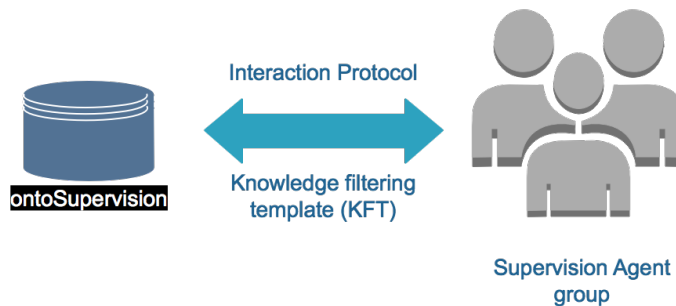 Interaction Protocol
ontoSupervision
Knowledge filtering
template (KFT)
Supervision Agent
group